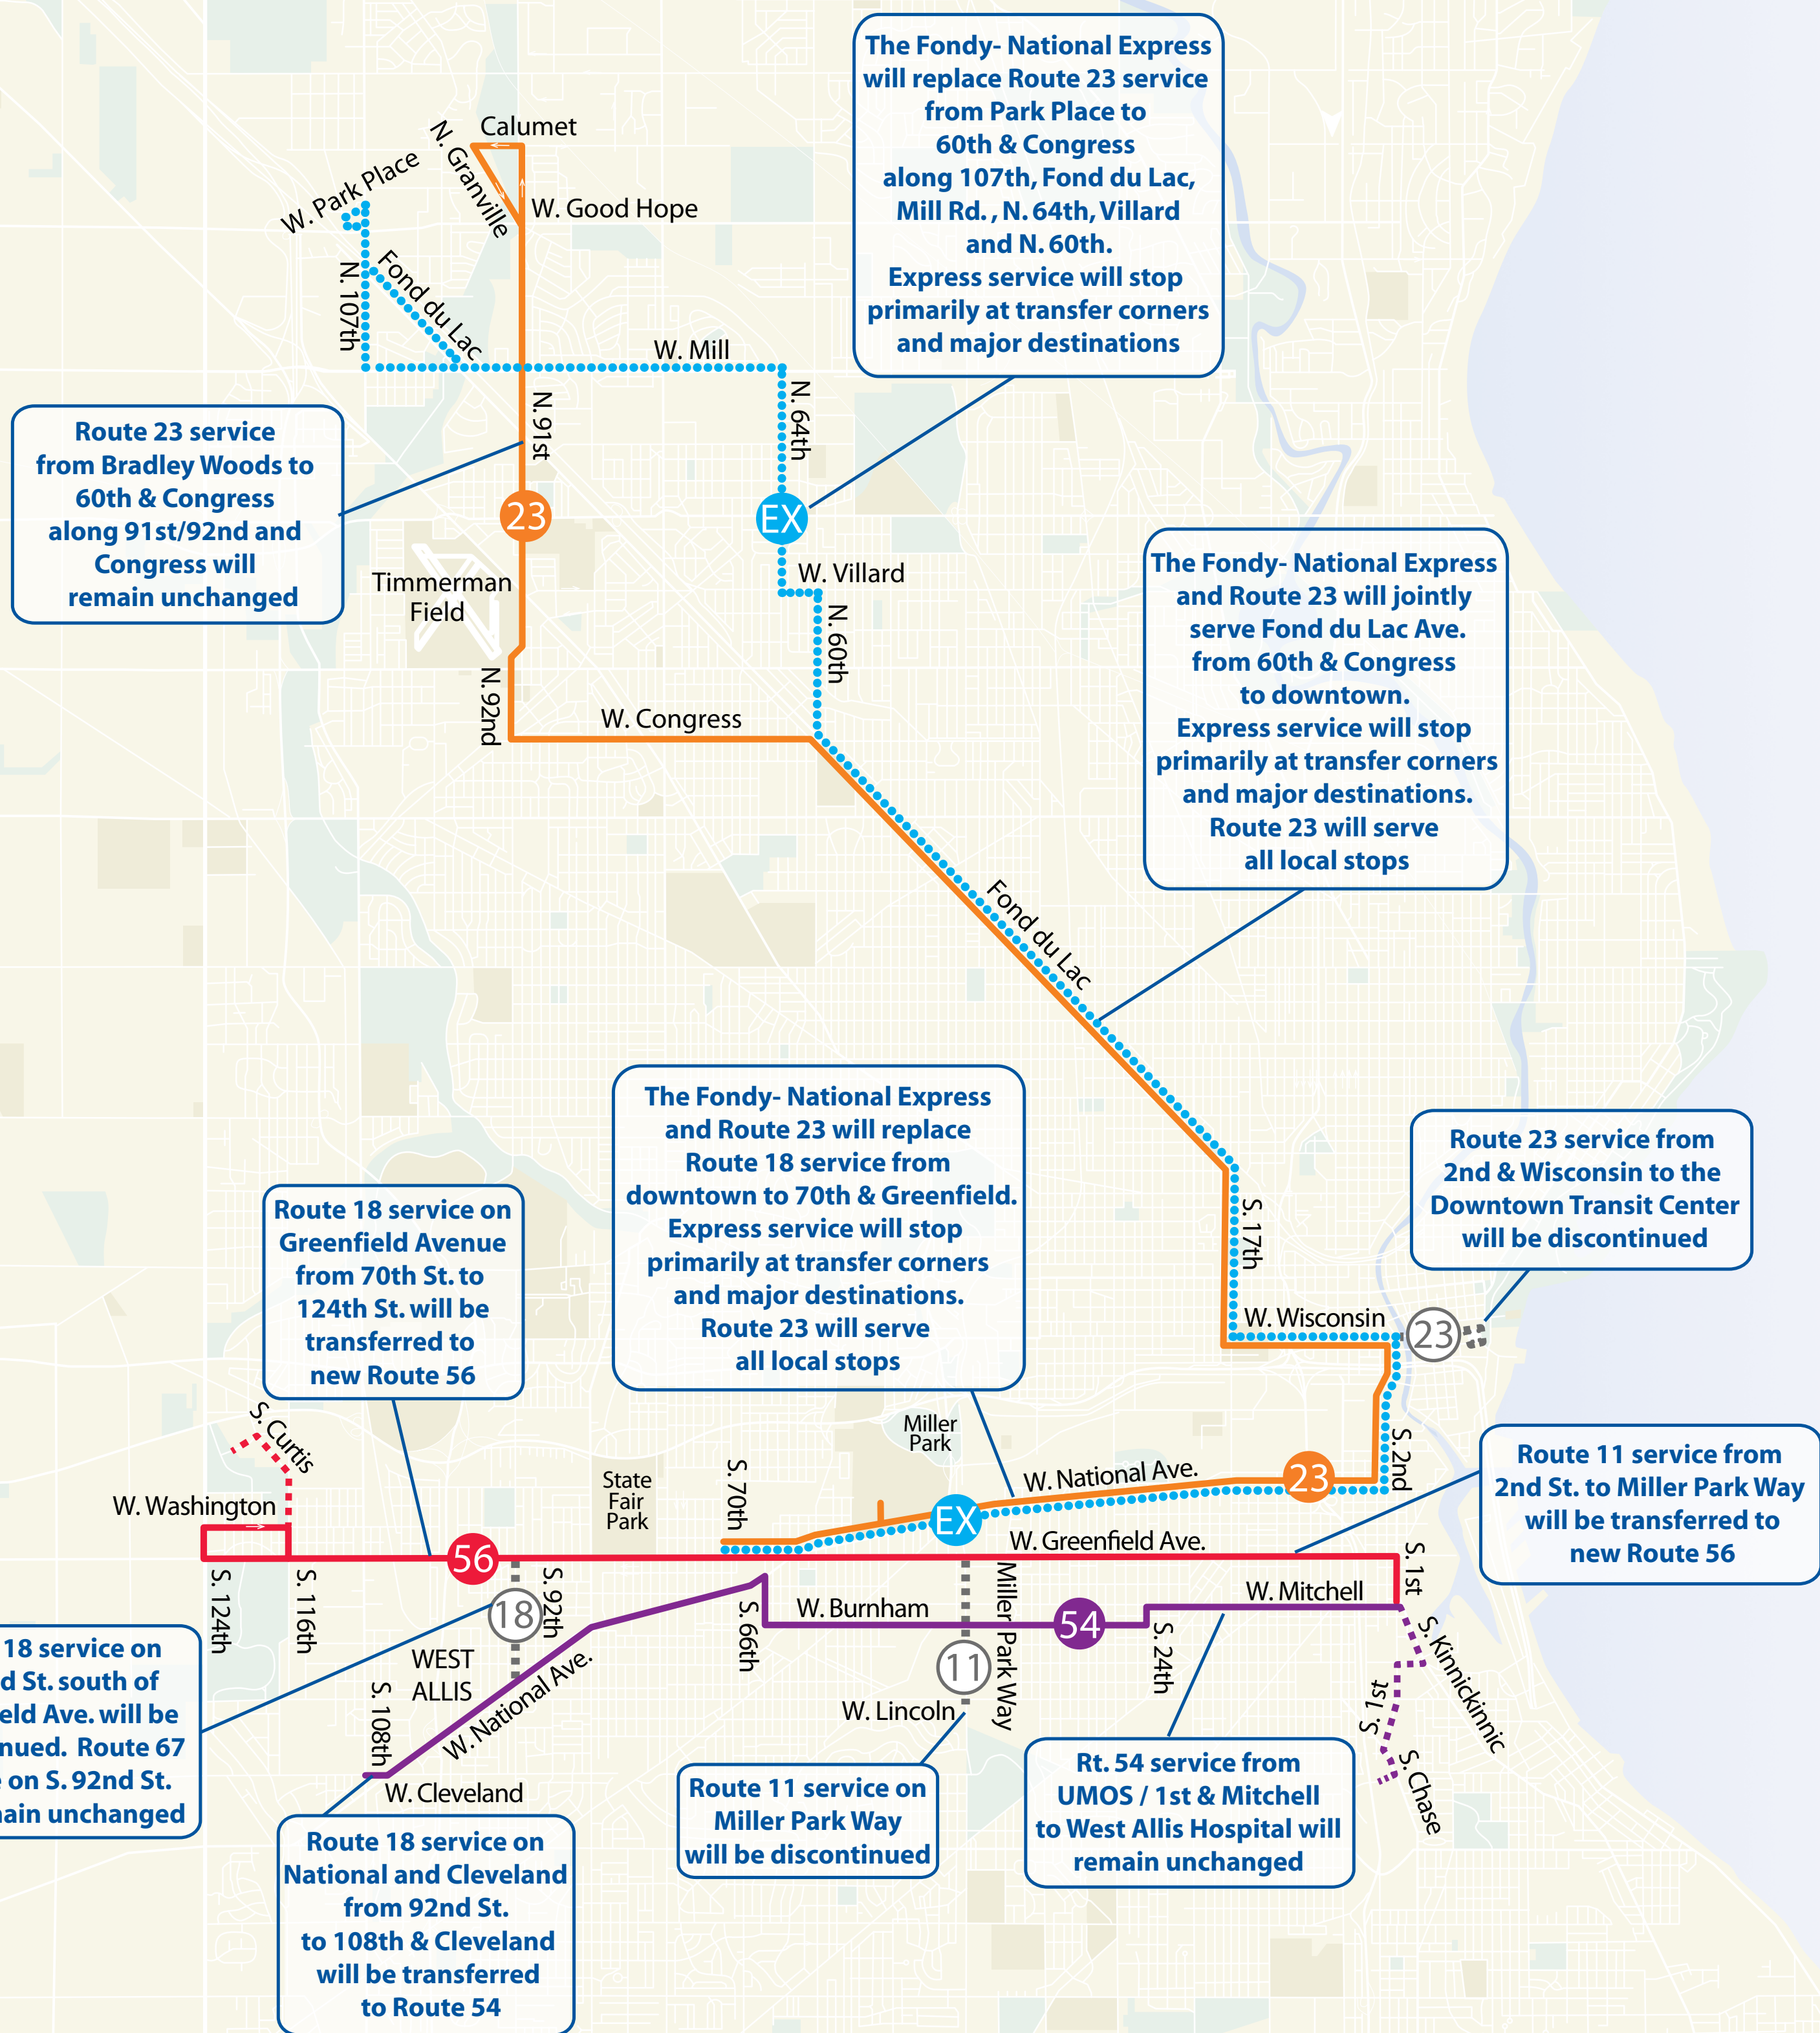 The Fondy- National Express
will replace Route 23 service
from Park Place to
60th & Congress
along 107th, Fond du Lac,
Mill Rd. , N. 64th, Villard
and N. 60th.
Express service will stop
primarily at transfer corners
and major destinations
Calumet
N. Granville
W. Park Place
W. Good Hope
Fond du Lac
N. 107th
W. Mill
N. 64th
N. 91st
Route 23 service
from Bradley Woods to
60th & Congress
along 91st/92nd and
Congress will
remain unchanged
23
EX
Timmerman
Field
W. Villard
N. 60th
N. 92nd
W. Congress
The Fondy- National Express
and Route 23 will jointly
serve Fond du Lac Ave.
from 60th & Congress
to downtown.
Express service will stop
primarily at transfer corners
and major destinations.
Route 23 will serve
all local stops
Fond du Lac
The Fondy- National Express
and Route 23 will replace
Route 18 service from
downtown to 70th & Greenfield.
Express service will stop
primarily at transfer corners
and major destinations.
Route 23 will serve
all local stops
Route 23 service from
2nd & Wisconsin to the
Downtown Transit Center
will be discontinued
Route 18 service on
Greenfield Avenue
from 70th St. to
124th St. will be
transferred to
new Route 56
S. 17th
W. Wisconsin
23
S. Curtis
W. Washington
State
Fair
Park
S. 70th
Miller
Park
W. National Ave.
23
S. 2nd
EX
W. Greenfield Ave.
Route 11 service from
2nd St. to Miller Park Way
will be transferred to
new Route 56
56
S. 124th
S. 116th
18
S. 92th
S. 66th
W. Burnham
Miller Park Way
54
W. Mitchell
S. 1st
S. 24th
S. Kinnickinnic
S. 1st
S. Chase
18 service on
d St. south of
eld Ave. will be
nued. Route 67
e on S. 92nd St.
ain unchanged
WEST
ALLIS
S. 108th
W. National Ave.
11
W. Lincoln
W. Cleveland
Route 18 service on
National and Cleveland
from 92nd St.
to 108th & Cleveland
will be transferred
to Route 54
Route 11 service on
Miller Park Way
will be discontinued
Rt. 54 service from
UMOS / 1st & Mitchell
to West Allis Hospital will
remain unchanged